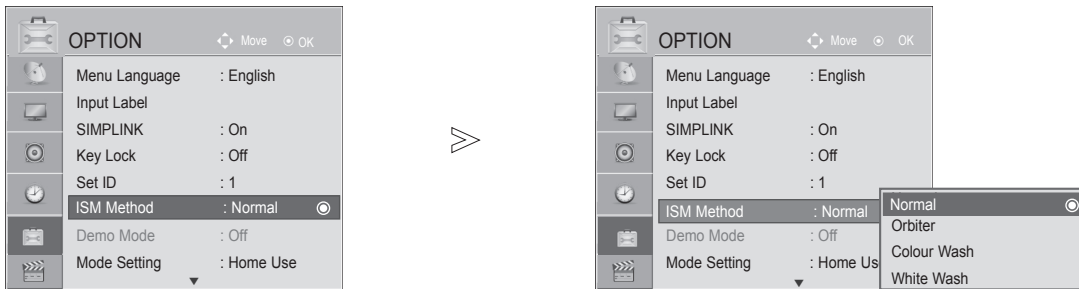 OPTION Move OK
Menu Language : English
Input Label
SIMPLINK : On
Key Lock : Off
Set ID : 1
ISM Method : Normal
Demo Mode : Off
Mode Setting : Home Use
OPTION Move OK
Menu Language : English
Input Label
SIMPLINK : On
Key Lock : Off
Set ID : 1
ISM Method : Normal
Demo Mode : Off
Mode Setting : Home Us
Normal
Orbiter
Colour Wash
White Wash